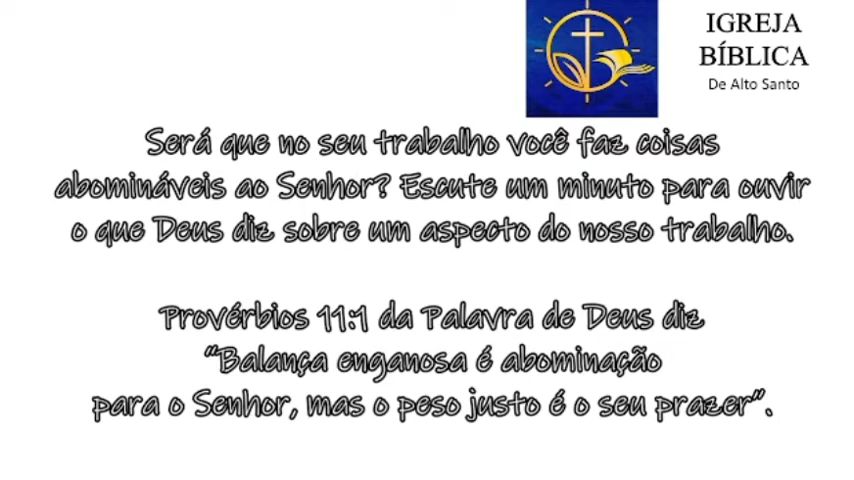 IGREJA
BÍBLICA
De Alto Santo
Será que no seu trabalho você faz coisas
abomináveis ao Senhor? Escute um minuto para ouvir
o que Deus diz sobre um aspecto do nosso trabalho.
Provérbios 11:1 da Palavra de Deus diz
“Balança enganosa é abominação
para o Senhor, mas o peso justo é o seu prazer”.